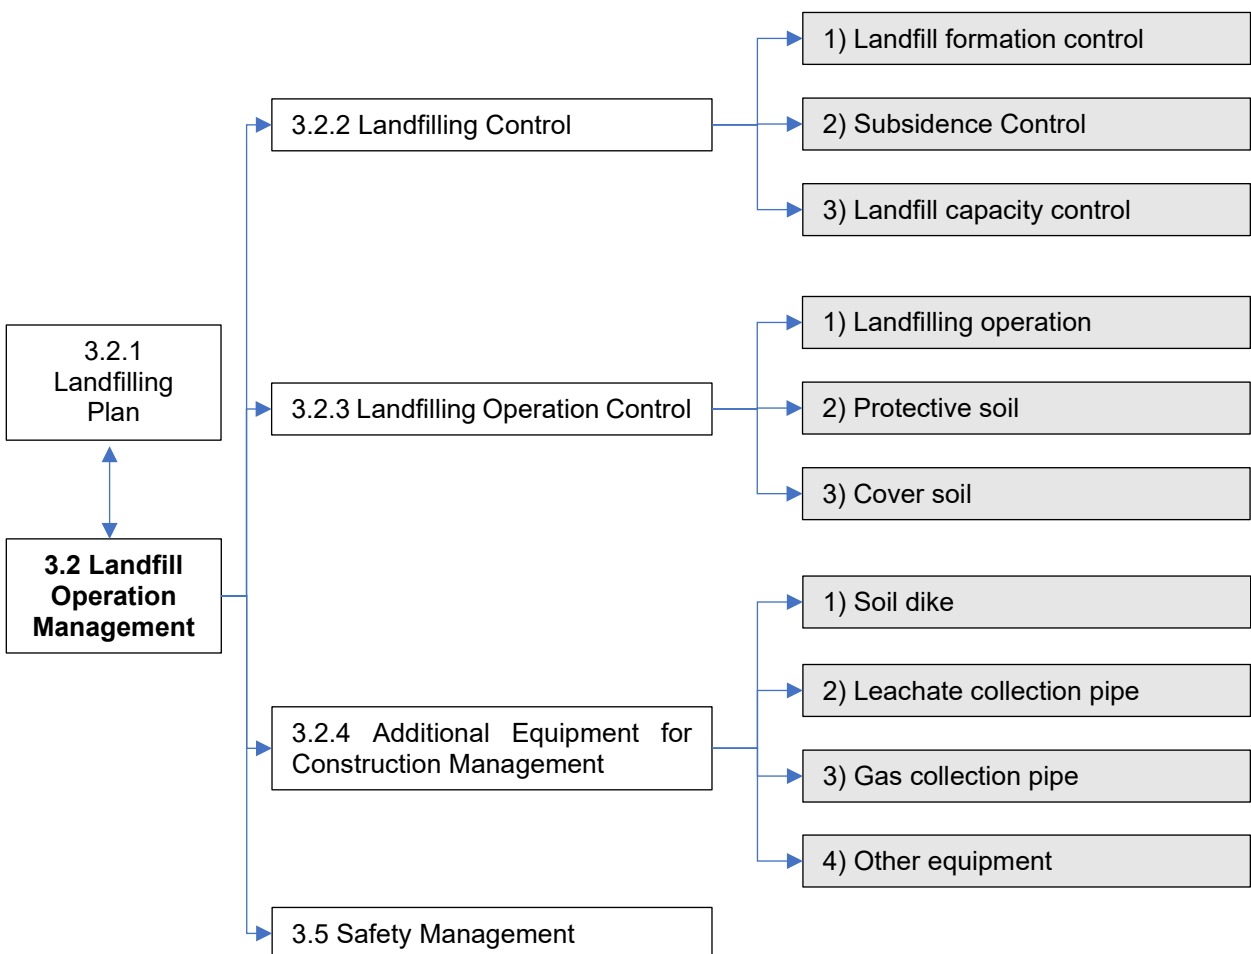 3.2.1
Landfilling
Plan
3.2 Landfill
Operation
Management
3.2.2 Landfilling Control
1) Landfill formation control
2) Subsidence Control
3) Landfill capacity control
3.2.3 Landfilling Operation Control
1) Landfilling operation
2) Protective soil
3) Cover soil
3.2.4 Additional Equipment for
Construction Management
1) Soil dike
2) Leachate collection pipe
3) Gas collection pipe
4) Other equipment
3.5 Safety Management